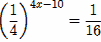 (1/4)^{4x-10} = 1/16